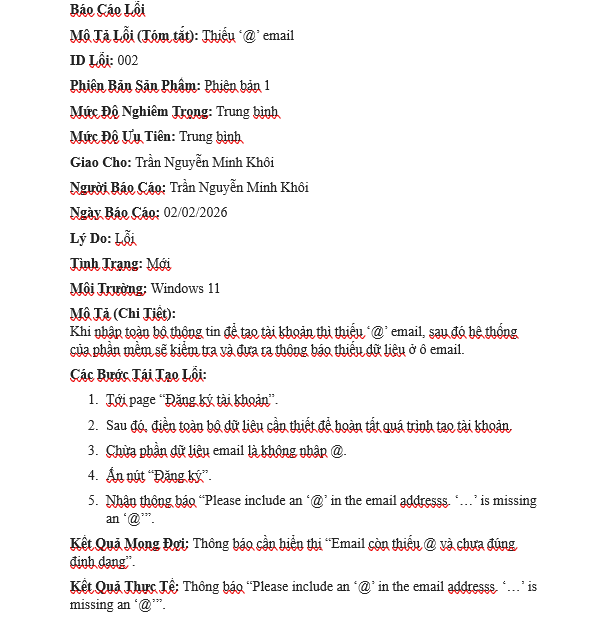 Báo Cáo Lỗi
Mô Tả Lỗi (Tóm tắt): Thiếu ‘@’ email
ID Lỗi: 002
Phiên Bản Sản Phẩm: Phiên bản 1
Mức Độ Nghiêm Trọng: Trung bình
Mức Độ Ưu Tiên: Trung bình
Giao Cho: Trần Nguyễn Minh Khôi
Người Báo Cáo: Trần Nguyễn Minh Khôi
Ngày Báo Cáo: 02/02/2026
Lý Do: Lỗi
Tình Trạng: Mới
Môi Trường: Windows 11
Mô Tả (Chi Tiết):
Khi nhập toàn bộ thông tin để tạo tài khoản thì thiếu ‘@’ email, sau đó hệ thống
của phần mềm sẽ kiểm tra và đưa ra thông báo thiếu dữ liệu ở ô email.
Các Bước Tái Tạo Lỗi:
1. Tới page “Đăng ký tài khoản”.
2. Sau đó, điền toàn bộ dữ liệu cần thiết để hoàn tất quá trình tạo tài khoản.
3. Chừa phần dữ liệu email là không nhập @.
4. Ấn nút “Đăng ký”.
5. Nhận thông báo “Please include an ‘@’ in the email addresss. ‘…’ is missing
an ‘@’”.
Kết Quả Mong Đợi: Thông báo cần hiển thị “Email còn thiếu @ và chưa đúng
định dạng”.
Kết Quả Thực Tế: Thông báo “Please include an ‘@’ in the email addresss. ‘…’ is
missing an ‘@’”.